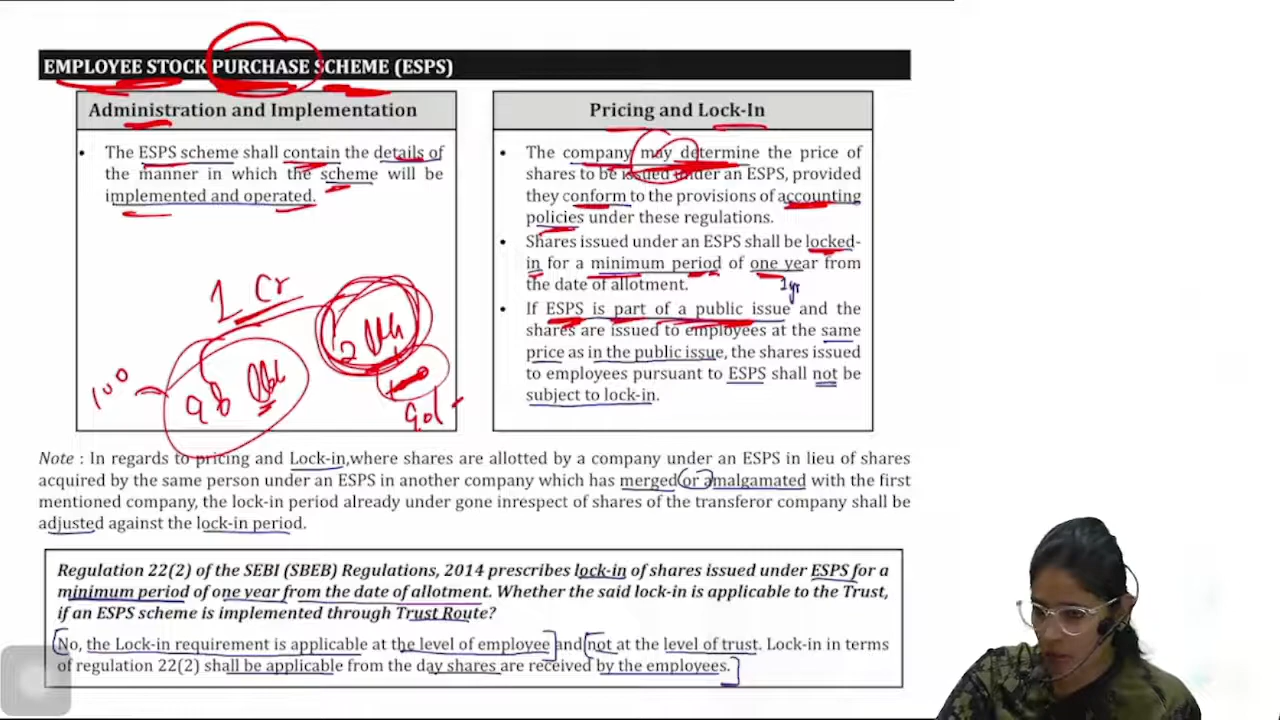 EMPLOYEE STOCK PURCHASE SCHEME (ESPS)
Administration and Implementation
• The ESPS scheme shall contain the details of
the manner in which the scheme will be
implemented and operated.
1 Cr
2
98
100
Pricing and Lock-In
• The company may determine the price of
shares to be issued under an ESPS, provided
they conform to the provisions of accounting
policies under these regulations.
• Shares issued under an ESPS shall be locked-
in for a minimum period of one year from
the date of allotment.
1yr
• If ESPS is part of a public issue and the
shares are issued to employees at the same
price as in the public issue, the shares issued
to employees pursuant to ESPS shall not be
subject to lock-in.
Note : In regards to pricing and Lock-in,where shares are allotted by a company under an ESPS in lieu of shares
acquired by the same person under an ESPS in another company which has merged or amalgamated with the first
mentioned company, the lock-in period already under gone inrespect of shares of the transferor company shall be
adjusted against the lock-in period.
Regulation 22(2) of the SEBI (SBEB) Regulations, 2014 prescribes lock-in of shares issued under ESPS for a
minimum period of one year from the date of allotment. Whether the said lock-in is applicable to the Trust,
if an ESPS scheme is implemented through Trust Route?
No, the Lock-in requirement is applicable at the level of employee and not at the level of trust. Lock-in in terms
of regulation 22(2) shall be applicable from the day shares are received by the employees.